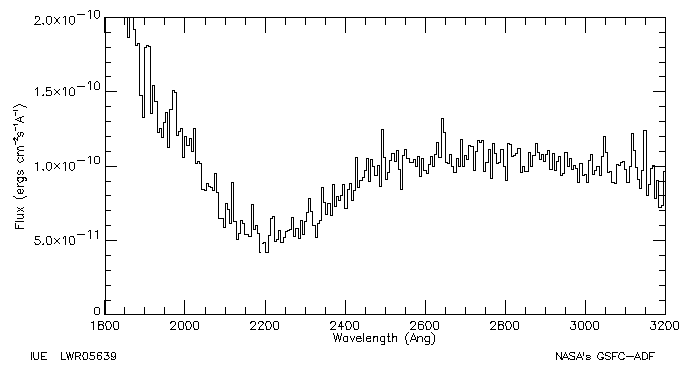 2.0×10⁻¹⁰
1.5×10⁻¹⁰
1.0×10⁻¹⁰
5.0×10⁻¹¹
0
Flux (ergs cm⁻²s⁻¹A⁻¹)
1800 2000 2200 2400 2600 2800 3000 3200
Wavelength (Ang)
IUE LWR05639 NASA's GSFC-ADF